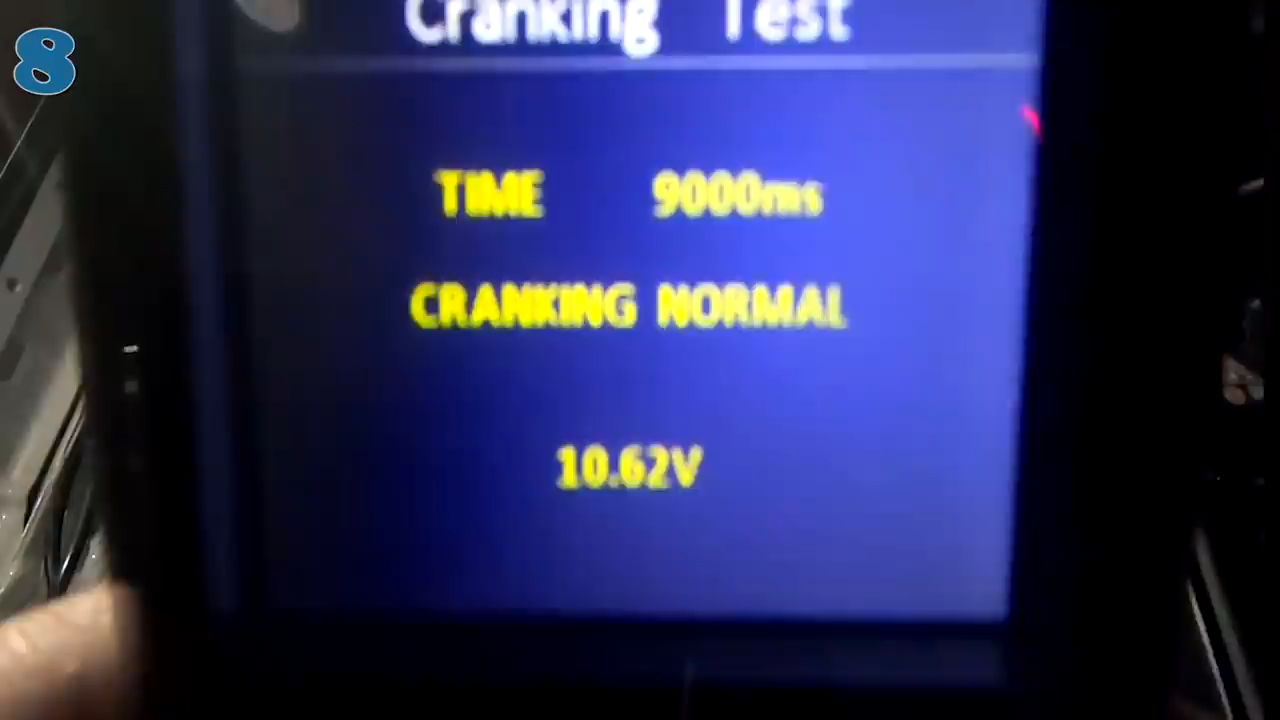 8
Cranking Test
TIME 9000ms
CRANKING NORMAL
10.62V